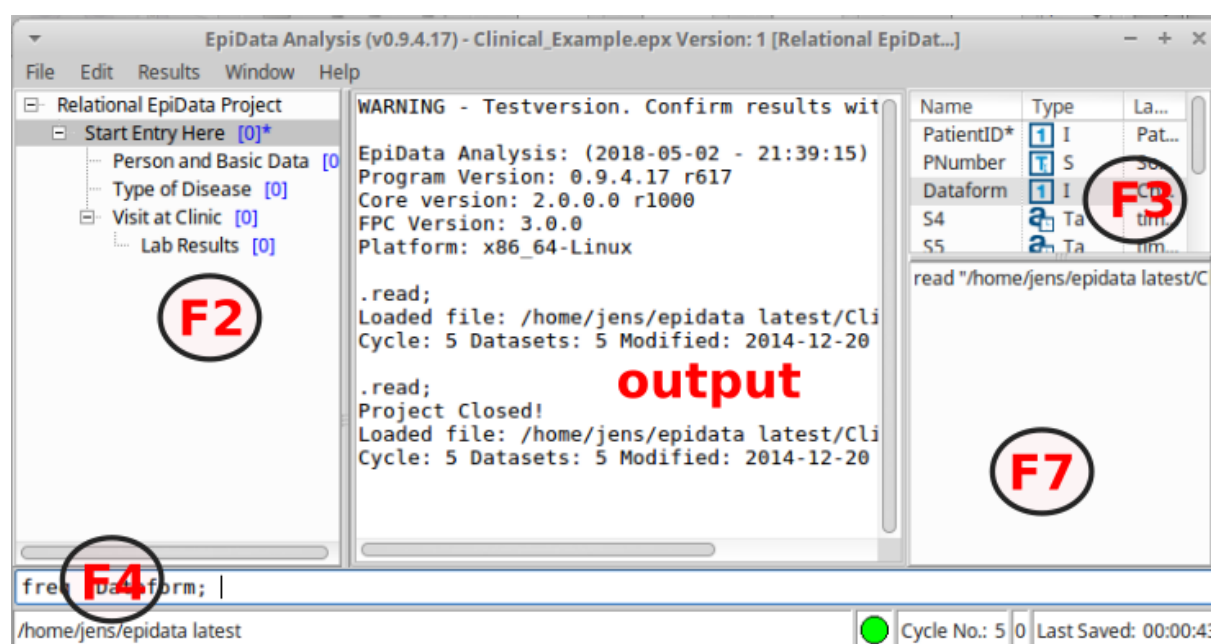 EpiData Analysis (v0.9.4.17) - Clinical_Example.epx Version: 1 [Relational EpiDat...]
File Edit Results Window Help
Relational EpiData Project
Start Entry Here [0]*
Person and Basic Data [0
Type of Disease [0]
Visit at Clinic [0]
Lab Results [0]
F2
WARNING - Testversion. Confirm results wit
EpiData Analysis: (2018-05-02 - 21:39:15)
Program Version: 0.9.4.17 r617
Core version: 2.0.0.0 r1000
FPC Version: 3.0.0
Platform: x86_64-Linux
.read;
Loaded file: /home/jens/epidata latest/Cli
Cycle: 5 Datasets: 5 Modified: 2014-12-20
.read;
Project Closed!
Loaded file: /home/jens/epidata latest/Cli
Cycle: 5 Datasets: 5 Modified: 2014-12-20
output
Name Type La...
PatientID* I Pat...
PNumber S
Dataform I
S4 Ta tim...
S5 Ta tim...
F3
read "/home/jens/epidata latest/C
F7
Dataform;
F4
/home/jens/epidata latest
Cycle No.: 5 0 Last Saved: 00:00:43